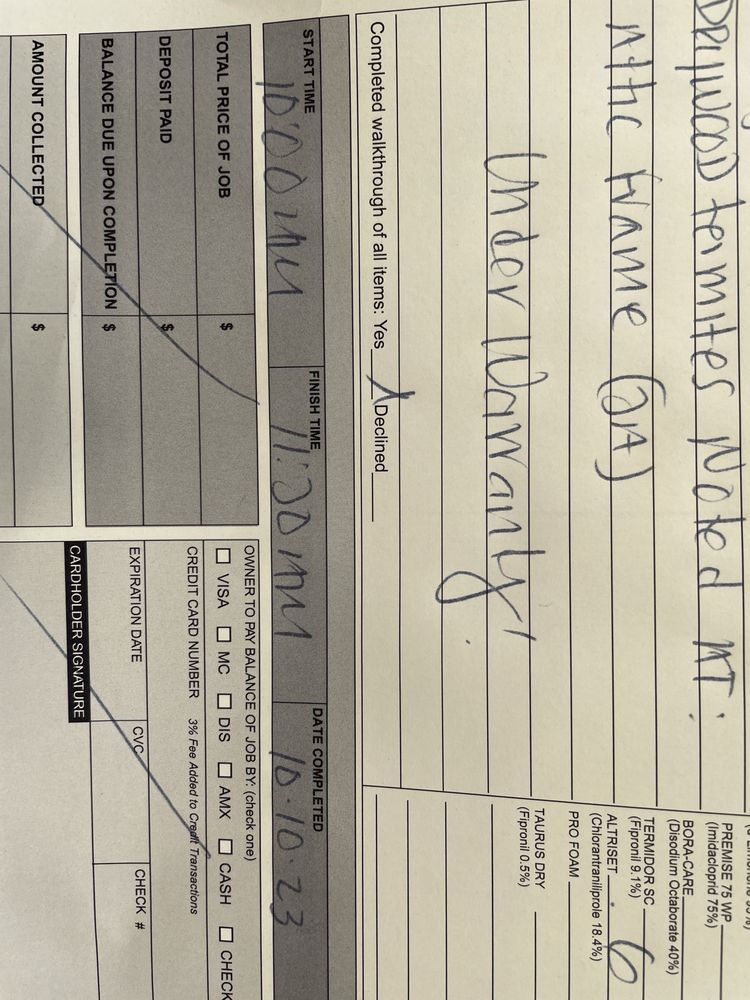 Drywood termites Noted AT:
Attic frame (2A)
Under Warranty!
Completed walkthrough of all items: Yes X Declined
PREMISE 75 WP
(Imidacloprid 75%)
BORA-CARE
(Disodium Octaborate 40%)
TERMIDOR SC
(Fipronil 9.1%)
ALTRISET .6
(Chlorantraniliprole 18.4%)
PRO FOAM
TAURUS DRY
(Fipronil 0.5%)
START TIME
10:00AM
FINISH TIME
11:30AM
DATE COMPLETED
10.10.23
TOTAL PRICE OF JOB $
DEPOSIT PAID $
BALANCE DUE UPON COMPLETION $
AMOUNT COLLECTED $
OWNER TO PAY BALANCE OF JOB BY: (check one)
VISA MC DIS AMX CASH CHECK
CREDIT CARD NUMBER 3% Fee Added to Credit Transactions
EXPIRATION DATE CVC CHECK #
CARDHOLDER SIGNATURE